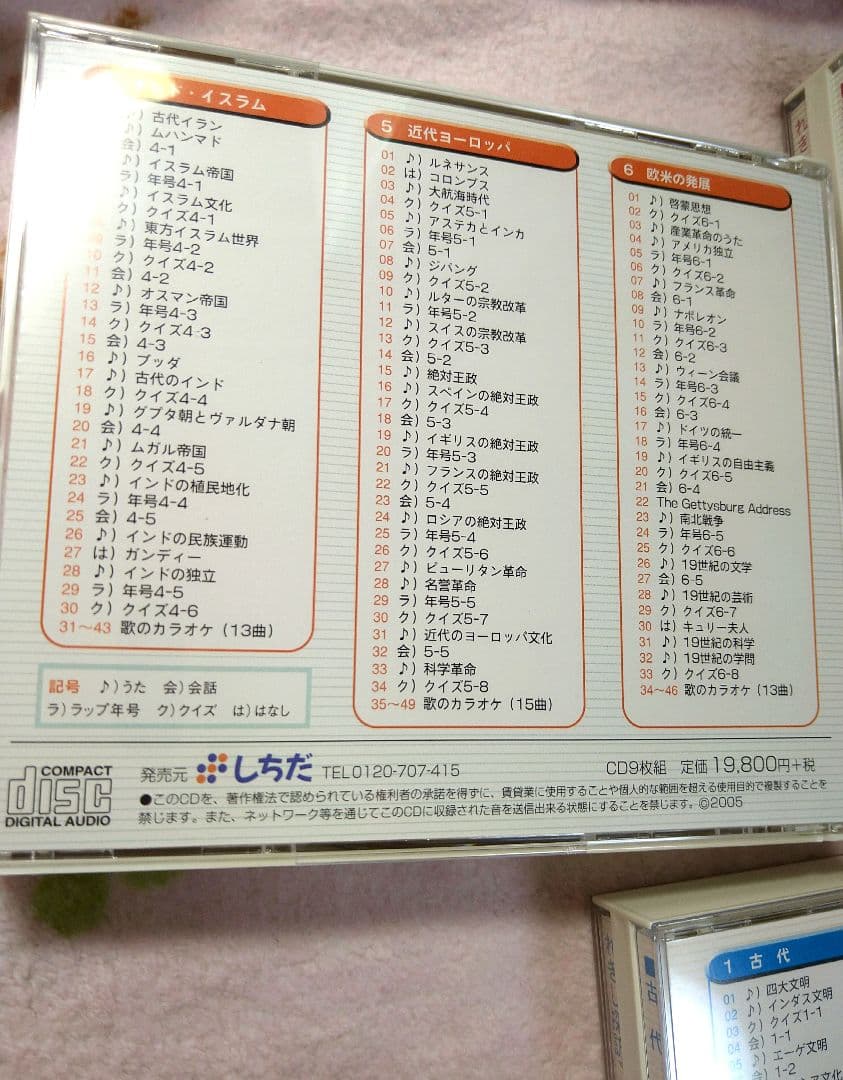 ・イスラム
♪）古代イラン
♪）ムハンマド
会）4-1
♪）イスラム帝国
ラ）年号4-1
♪）イスラム文化
ク）クイズ4-1
♪）東方イスラム世界
ラ）年号4-2
10 ク）クイズ4-2
11 会）4-2
12 ♪）オスマン帝国
13 ラ）年号4-3
14 ク）クイズ4-3
15 会）4-3
16 ♪）ブッダ
17 ♪）古代のインド
18 ク）クイズ4-4
19 ♪）グプタ朝とヴァルダナ朝
20 会）4-4
21 ♪）ムガル帝国
22 ク）クイズ4-5
23 ♪）インドの植民地化
24 ラ）年号4-4
25 会）4-5
26 ♪）インドの民族運動
27 は）ガンディー
28 ♪）インドの独立
29 ラ）年号4-5
30 ク）クイズ4-6
31〜43 歌のカラオケ（13曲）
5 近代ヨーロッパ
01 ♪）ルネサンス
02 は）コロンブス
03 ♪）大航海時代
04 ク）クイズ5-1
05 ♪）アステカとインカ
06 ラ）年号5-1
07 会）5-1
08 ♪）ジパング
09 ク）クイズ5-2
10 ♪）ルターの宗教改革
11 ラ）年号5-2
12 ♪）スイスの宗教改革
13 ク）クイズ5-3
14 会）5-2
15 ♪）絶対王政
16 ♪）スペインの絶対王政
17 ク）クイズ5-4
18 会）5-3
19 ♪）イギリスの絶対王政
20 ラ）年号5-3
21 ♪）フランスの絶対王政
22 ク）クイズ5-5
23 会）5-4
24 ♪）ロシアの絶対王政
25 ラ）年号5-4
26 ク）クイズ5-6
27 ♪）ピューリタン革命
28 ♪）名誉革命
29 ラ）年号5-5
30 ク）クイズ5-7
31 ♪）近代のヨーロッパ文化
32 会）5-5
33 ♪）科学革命
34 ク）クイズ5-8
35〜49 歌のカラオケ（15曲）
6 欧米の発展
01 ♪）啓蒙思想
02 ク）クイズ6-1
03 ♪）産業革命のうた
04 ♪）アメリカ独立
05 ラ）年号6-1
06 ク）クイズ6-2
07 ♪）フランス革命
08 会）6-1
09 ♪）ナポレオン
10 ラ）年号6-2
11 ク）クイズ6-3
12 会）6-2
13 ♪）ウィーン会議
14 ラ）年号6-3
15 ク）クイズ6-4
16 会）6-3
17 ♪）ドイツの統一
18 ラ）年号6-4
19 ♪）イギリスの自由主義
20 ク）クイズ6-5
21 会）6-4
22 The Gettysburg Address
23 ♪）南北戦争
24 ラ）年号6-5
25 ク）クイズ6-6
26 ♪）19世紀の文学
27 会）6-5
28 ♪）19世紀の芸術
29 ク）クイズ6-7
30 は）キュリー夫人
31 ♪）19世紀の科学
32 ♪）19世紀の学問
33 ク）クイズ6-8
34〜46 歌のカラオケ（13曲）
記号 ♪）うた 会）会話
ラ）ラップ年号 ク）クイズ は）はなし
COMPACT
disc
DIGITAL AUDIO
発売元 しちだ TEL0120-707-415
CD9枚組 定価19,800円+税
●このCDを、著作権法で認められている権利者の承諾を得ずに、賃貸業に使用することや個人的な範囲を超える使用目的で複製することを
禁じます。また、ネットワーク等を通じてこのCDに収録された音を送信出来る状態にすることを禁じます。©2005
れき
古代
1 古代
01 ♪）四大文明
02 ♪）インダス文明
03 ク）クイズ1-1
04 会）1-1
05 ♪）エーゲ文明
会）1-2